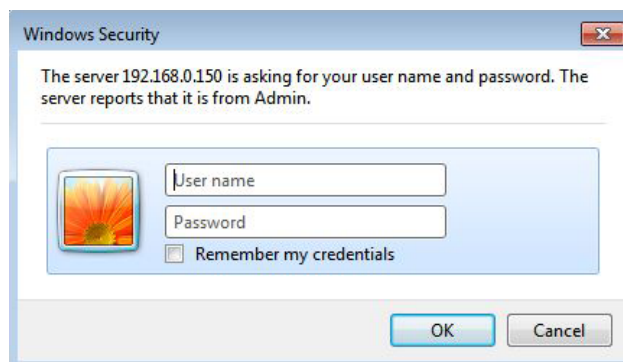 Windows Security
The server 192.168.0.150 is asking for your user name and password. The
server reports that it is from Admin.
User name
Password
Remember my credentials
OK
Cancel